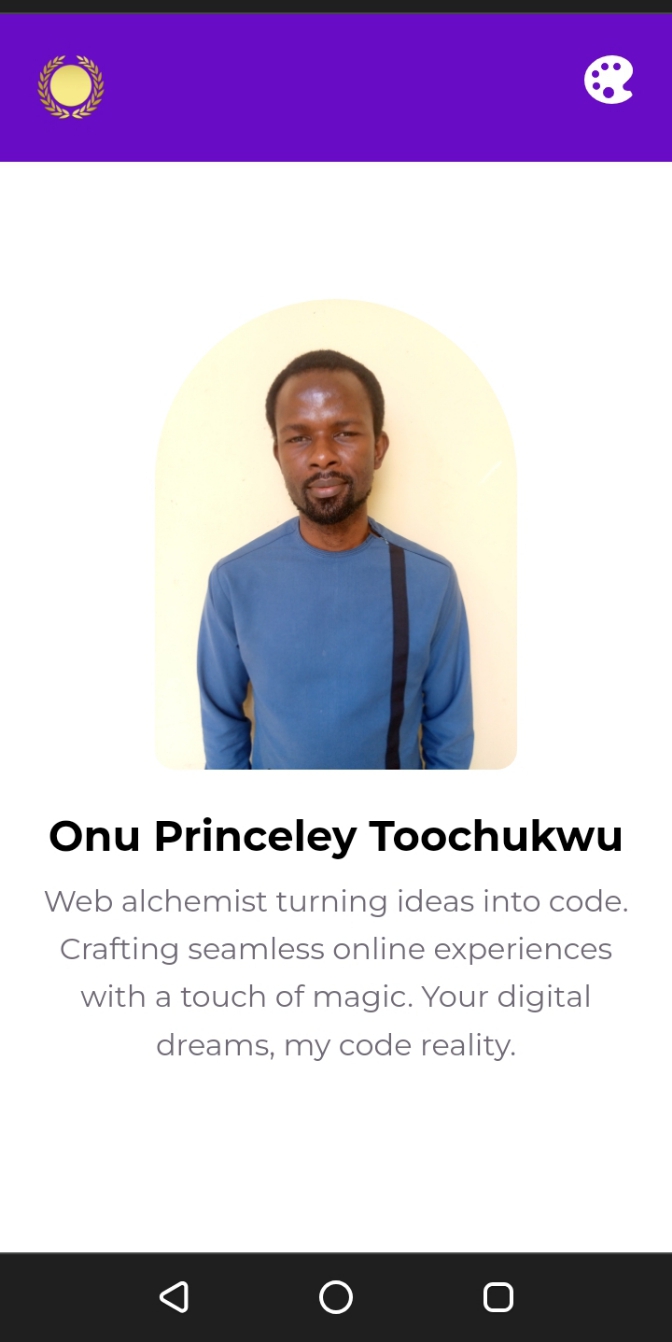 Onu Princeley Toochukwu
Web alchemist turning ideas into code.
Crafting seamless online experiences
with a touch of magic. Your digital
dreams, my code reality.